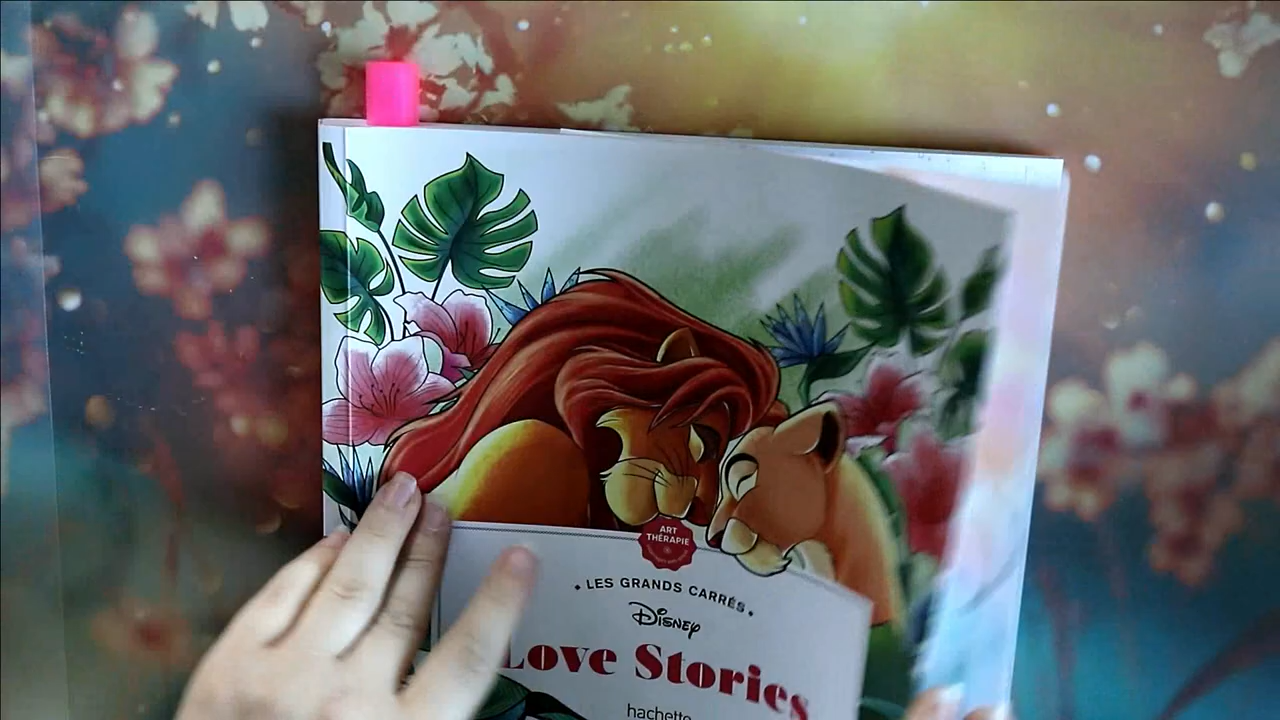 ART
THÉRAPIE
• LES GRANDS CARRÉS •
Disney
Love Stories
hachette